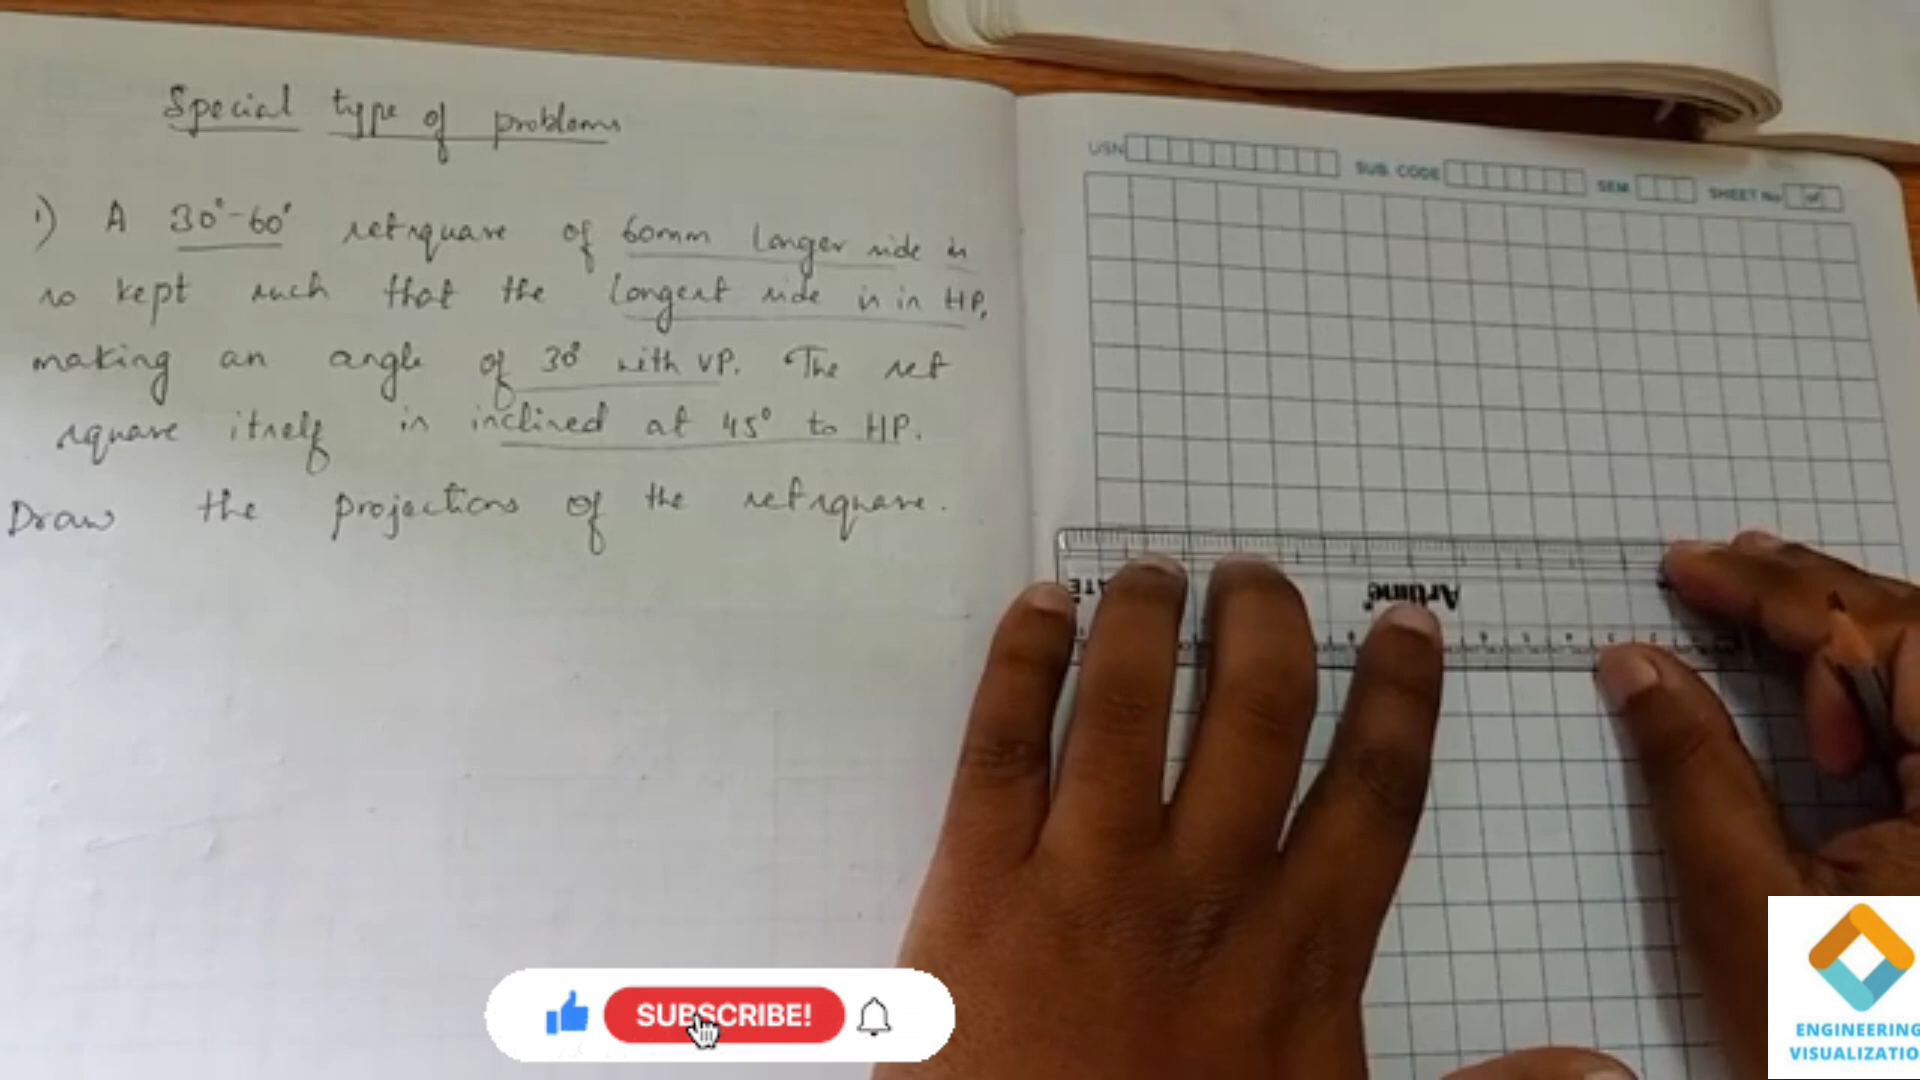 Special type of problems
1) A 30°-60° setsquare of 60mm longer side is
so kept such that the longest side is in HP,
making an angle of 30° with VP. The set
square itself is inclined at 45° to HP.
Draw the projections of the setsquare.
USN SUB CODE SEM SHEET No of
Artline
SUBSCRIBE!
ENGINEERING
VISUALIZATIO